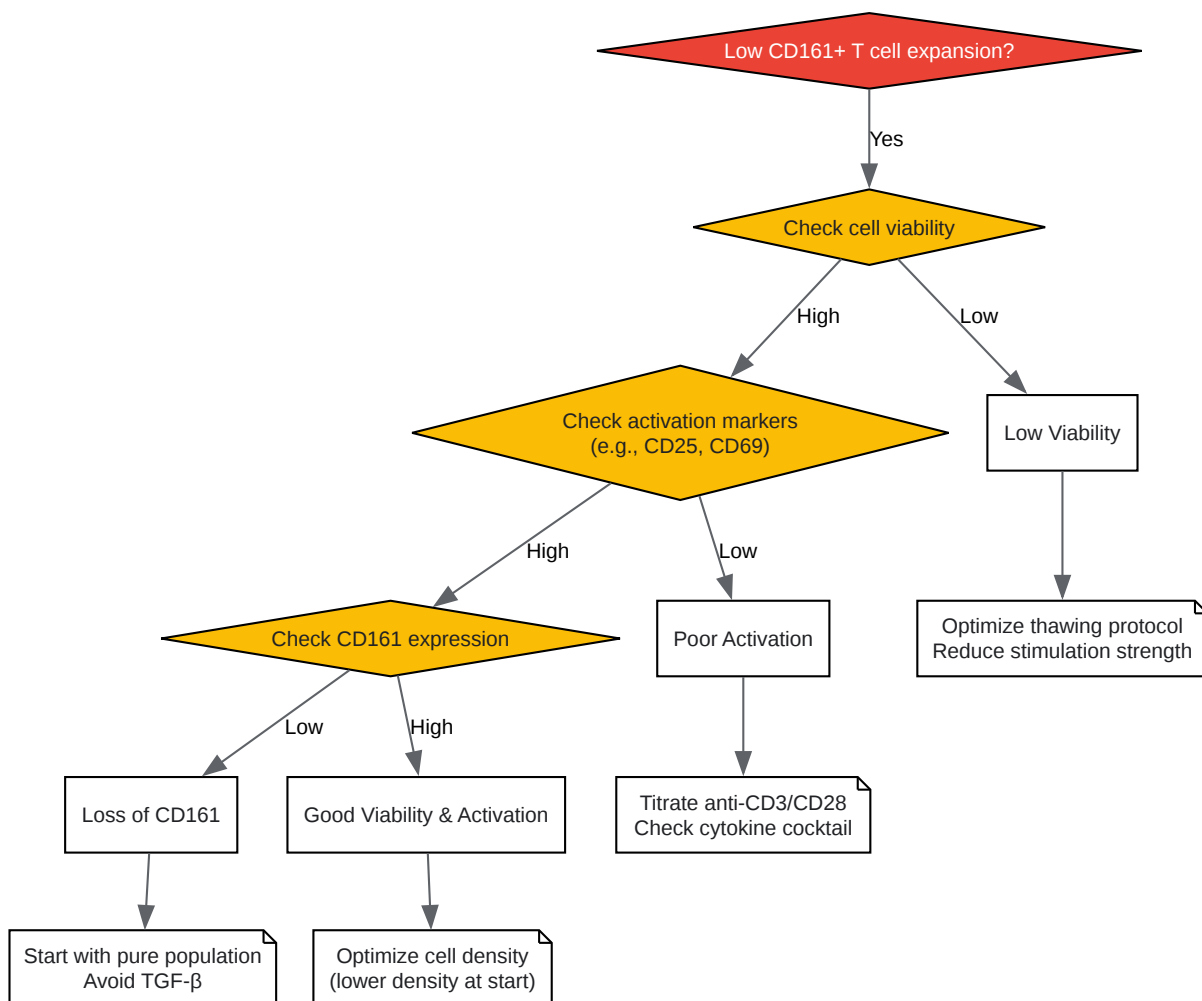 Low CD161+ T cell expansion?
Yes
Check cell viability
High
Low
Check activation markers
(e.g., CD25, CD69)
Low Viability
High
Low
Optimize thawing protocol
Reduce stimulation strength
Check CD161 expression
Poor Activation
Low
High
Loss of CD161
Good Viability & Activation
Titrate anti-CD3/CD28
Check cytokine cocktail
Start with pure population
Avoid TGF-β
Optimize cell density
(lower density at start)